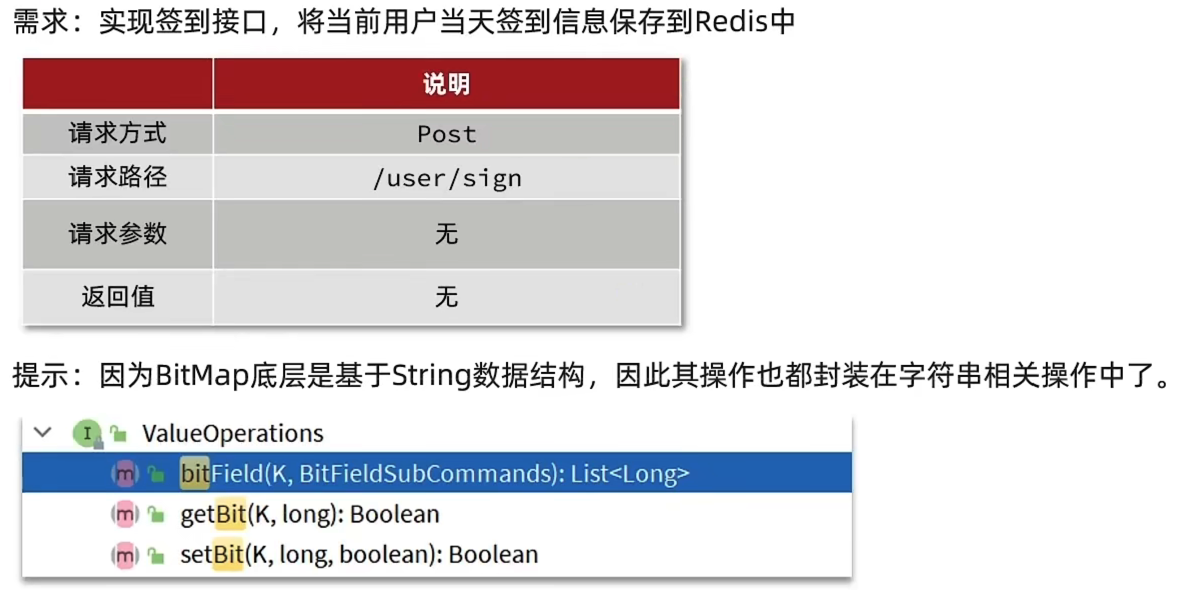 需求：实现签到接口，将当前用户当天签到信息保存到Redis中
说明
请求方式 Post
请求路径 /user/sign
请求参数 无
返回值 无
提示：因为BitMap底层是基于String数据结构，因此其操作也都封装在字符串相关操作中了。
I ValueOperations
m bitField(K, BitFieldSubCommands): List<Long>
m getBit(K, long): Boolean
m setBit(K, long, boolean): Boolean